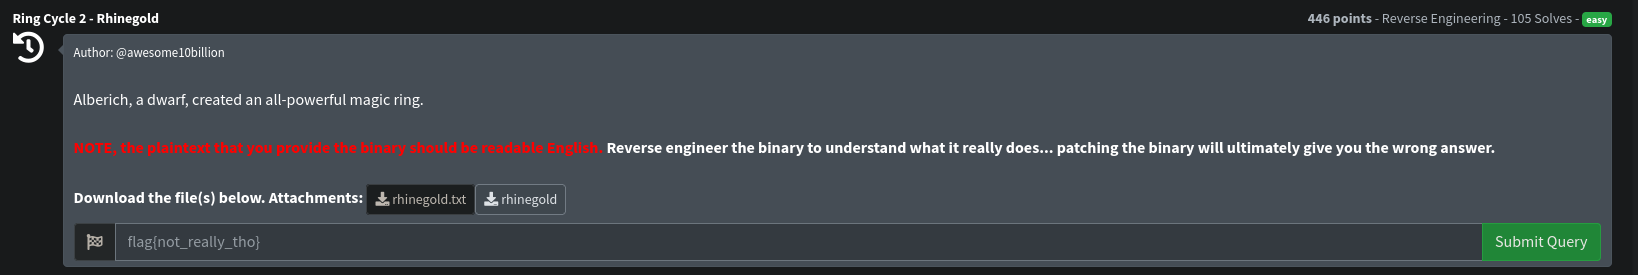 Ring Cycle 2 - Rhinegold
446 points - Reverse Engineering - 105 Solves - easy
Author: @awesome10billion
Alberich, a dwarf, created an all-powerful magic ring.
NOTE, the plaintext that you provide the binary should be readable English. Reverse engineer the binary to understand what it really does... patching the binary will ultimately give you the wrong answer.
Download the file(s) below. Attachments: rhinegold.txt rhinegold
flag{not_really_tho} Submit Query